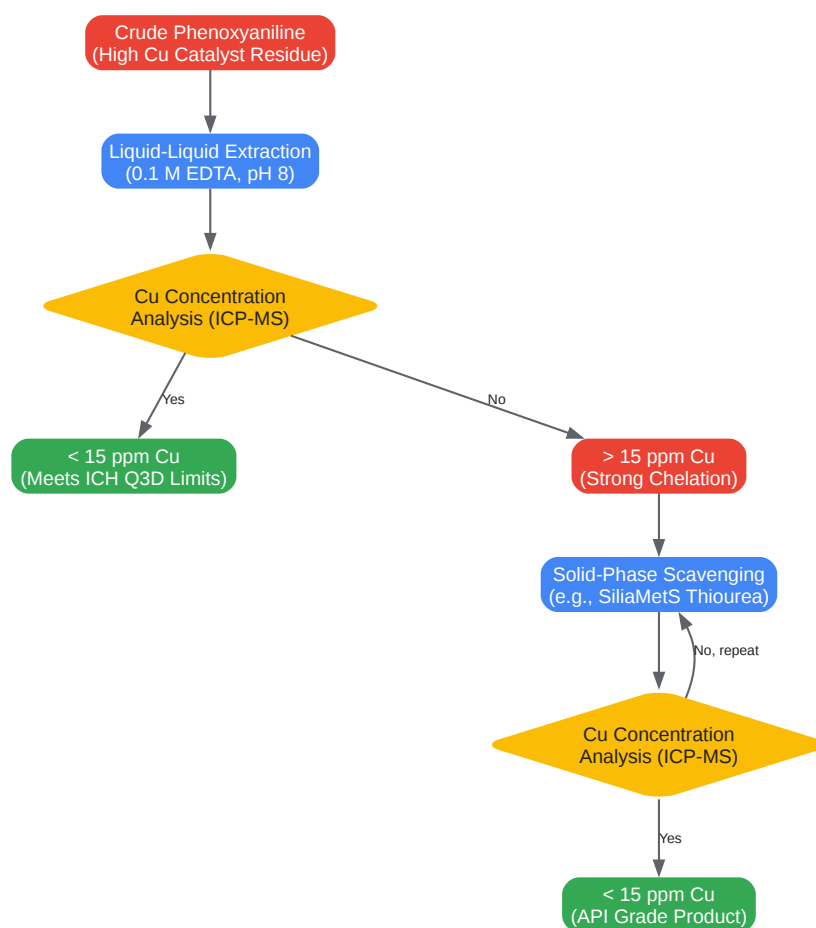 Crude Phenoxyaniline
(High Cu Catalyst Residue)
Liquid-Liquid Extraction
(0.1 M EDTA, pH 8)
Cu Concentration
Analysis (ICP-MS)
Yes
No
< 15 ppm Cu
(Meets ICH Q3D Limits)
> 15 ppm Cu
(Strong Chelation)
Solid-Phase Scavenging
(e.g., SiliaMetS Thiourea)
No, repeat
Cu Concentration
Analysis (ICP-MS)
Yes
< 15 ppm Cu
(API Grade Product)